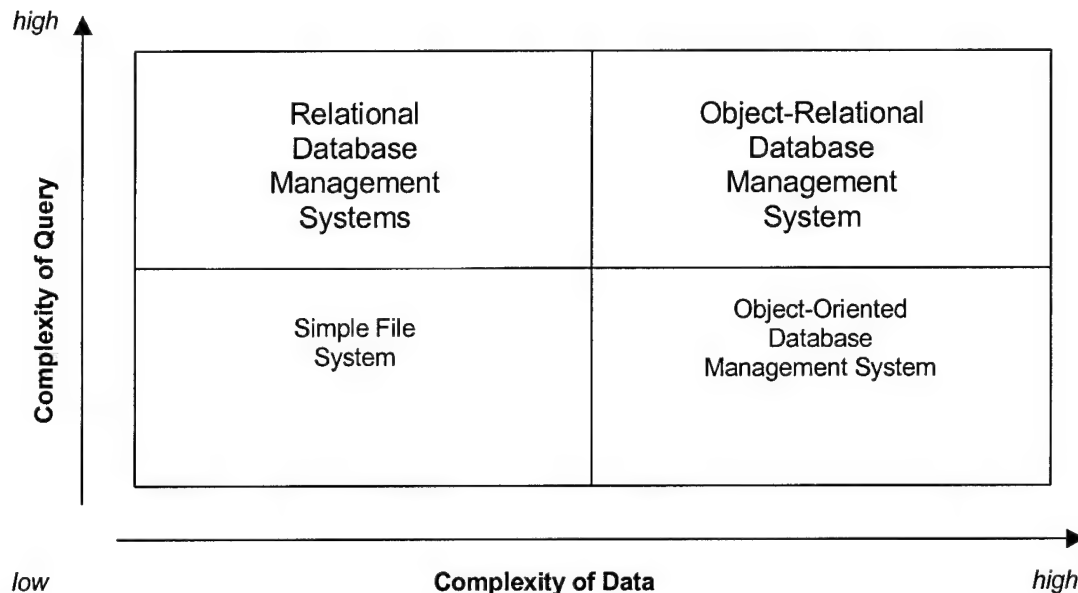 high
Relational
Database
Management
Systems
Object-Relational
Database
Management
System
Complexity of Query
Simple File
System
Object-Oriented
Database
Management System
low
Complexity of Data
high